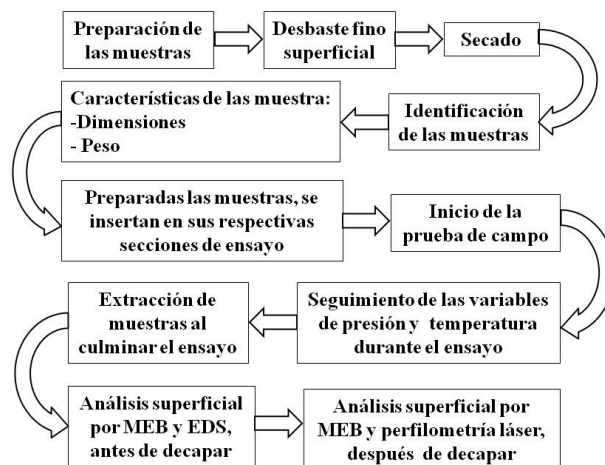 Preparación de
las muestras
Desbaste fino
superficial
Secado
Identificación
de las muestras
Características de las muestra:
-Dimensiones
- Peso
Preparadas las muestras, se
insertan en sus respectivas
secciones de ensayo
Inicio de la
prueba de campo
Seguimiento de las variables
de presión y temperatura
durante el ensayo
Extracción de
muestras al
culminar el ensayo
Análisis superficial
por MEB y EDS,
antes de decapar
Análisis superficial por
MEB y perfilometría láser,
después de decapar